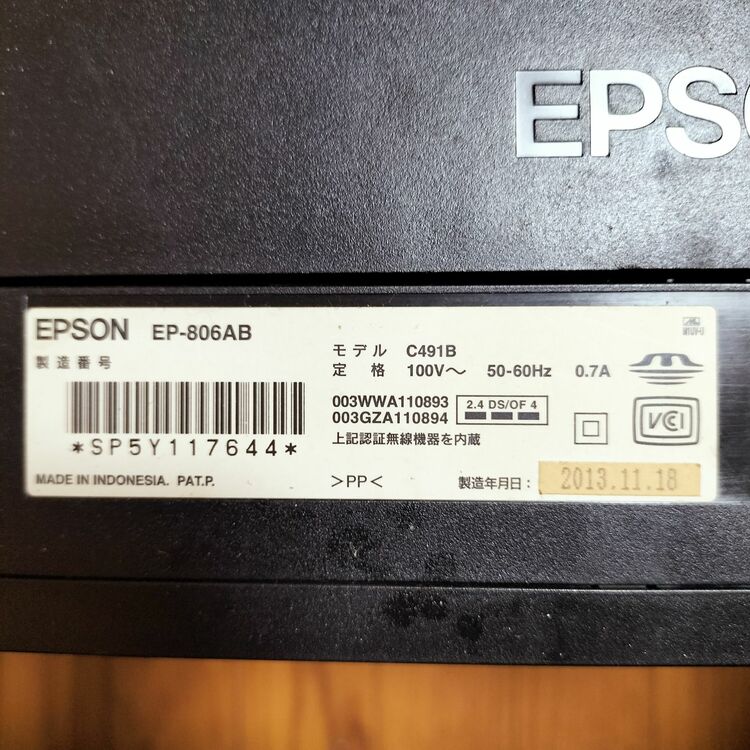 EPSO
EPSON EP-806AB
製造番号
*SP5Y117644*
MADE IN INDONESIA. PAT.P.
モデル C491B
定格 100V〜 50-60Hz 0.7A
003WWA110893
003GZA110894
2.4 DS/OF 4
上記認証無線機器を内蔵
>PP<
VCI
製造年月日: 2013.11.18